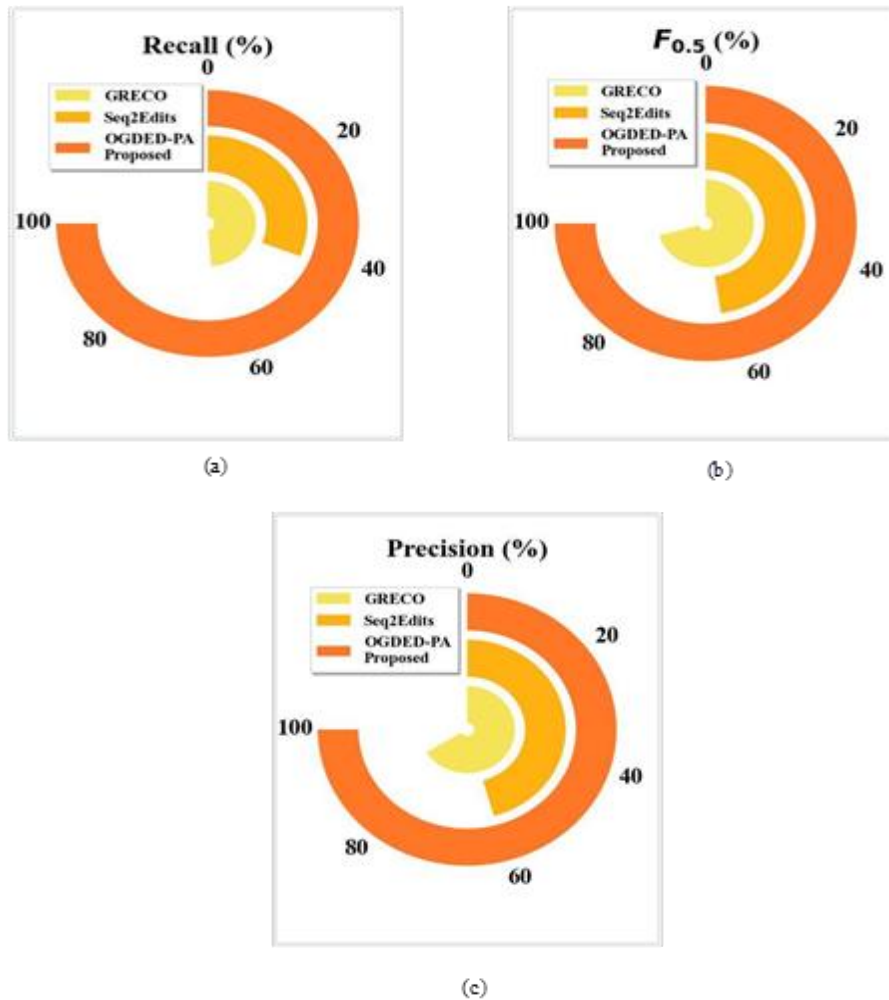 Recall (%)
0
GRECO
Seq2Edits
OGDED-PA
Proposed
20
100
40
80
60
(a)
F0.5 (%)
0
GRECO
Seq2Edits
OGDED-PA
Proposed
20
100
40
80
60
(b)
Precision (%)
0
GRECO
Seq2Edits
OGDED-PA
Proposed
20
100
40
80
60
(c)